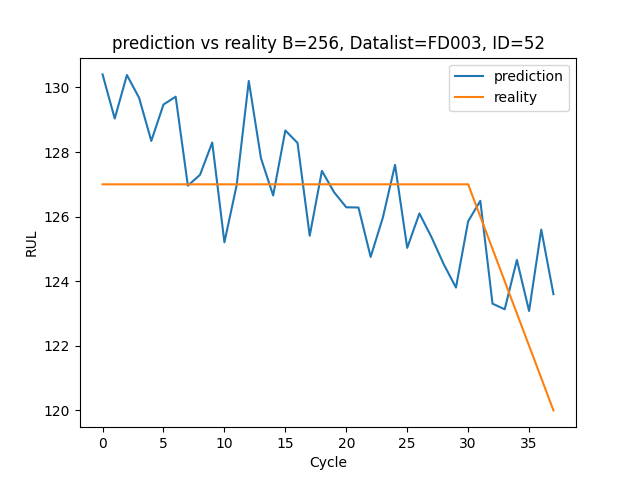 prediction vs reality B=256, Datalist=FD003, ID=52
prediction
reality
RUL
130
128
126
124
122
120
0 5 10 15 20 25 30 35
Cycle